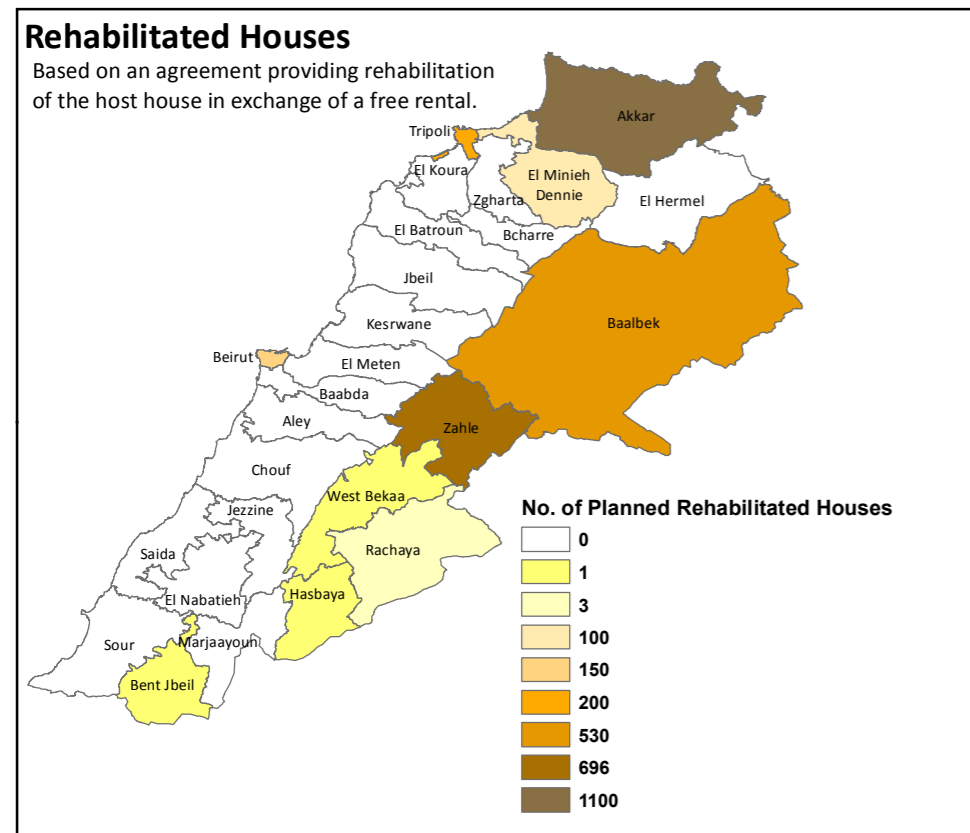 Rehabilitated Houses
Based on an agreement providing rehabilitation
of the host house in exchange of a free rental.
Akkar
Tripoli
El Koura
El Minieh
Dennie
Zgharta
El Hermel
El Batroun
Bcharre
Jbeil
Kesrwane
Baalbek
Beirut
El Meten
Baabda
Aley
Zahle
Chouf
West Bekaa
Jezzine
Rachaya
Saida
Hasbaya
El Nabatieh
Sour
Marjaayoun
Bent Jbeil
No. of Planned Rehabilitated Houses
0
1
3
100
150
200
530
696
1100